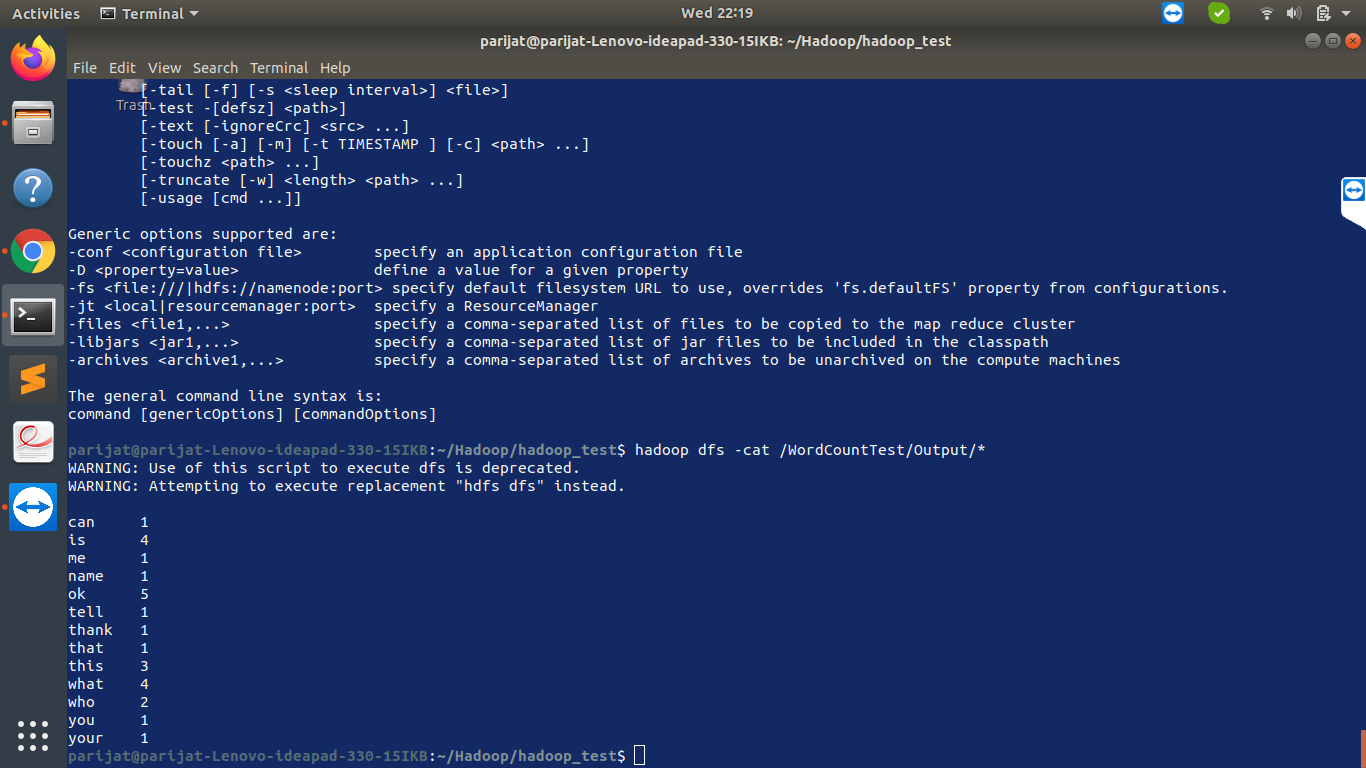 Activities Terminal Wed 22:19
parijat@parijat-Lenovo-ideapad-330-15IKB: ~/Hadoop/hadoop_test
File Edit View Search Terminal Help
Trash
[-tail [-f] [-s <sleep interval>] <file>]
[-test -[defsz] <path>]
[-text [-ignoreCrc] <src> ...]
[-touch [-a] [-m] [-t TIMESTAMP ] [-c] <path> ...]
[-touchz <path> ...]
[-truncate [-w] <length> <path> ...]
[-usage [cmd ...]]
Generic options supported are:
-conf <configuration file>        specify an application configuration file
-D <property=value>               define a value for a given property
-fs <file:///|hdfs://namenode:port> specify default filesystem URL to use, overrides 'fs.defaultFS' property from configurations.
-jt <local|resourcemanager:port>  specify a ResourceManager
-files <file1,...>                specify a comma-separated list of files to be copied to the map reduce cluster
-libjars <jar1,...>               specify a comma-separated list of jar files to be included in the classpath
-archives <archive1,...>          specify a comma-separated list of archives to be unarchived on the compute machines
The general command line syntax is:
command [genericOptions] [commandOptions]
parijat@parijat-Lenovo-ideapad-330-15IKB:~/Hadoop/hadoop_test$ hadoop dfs -cat /WordCountTest/Output/*
WARNING: Use of this script to execute dfs is deprecated.
WARNING: Attempting to execute replacement "hdfs dfs" instead.
can     1
is      4
me      1
name    1
ok      5
tell    1
thank   1
that    1
this    3
what    4
who     2
you     1
your    1
parijat@parijat-Lenovo-ideapad-330-15IKB:~/Hadoop/hadoop_test$